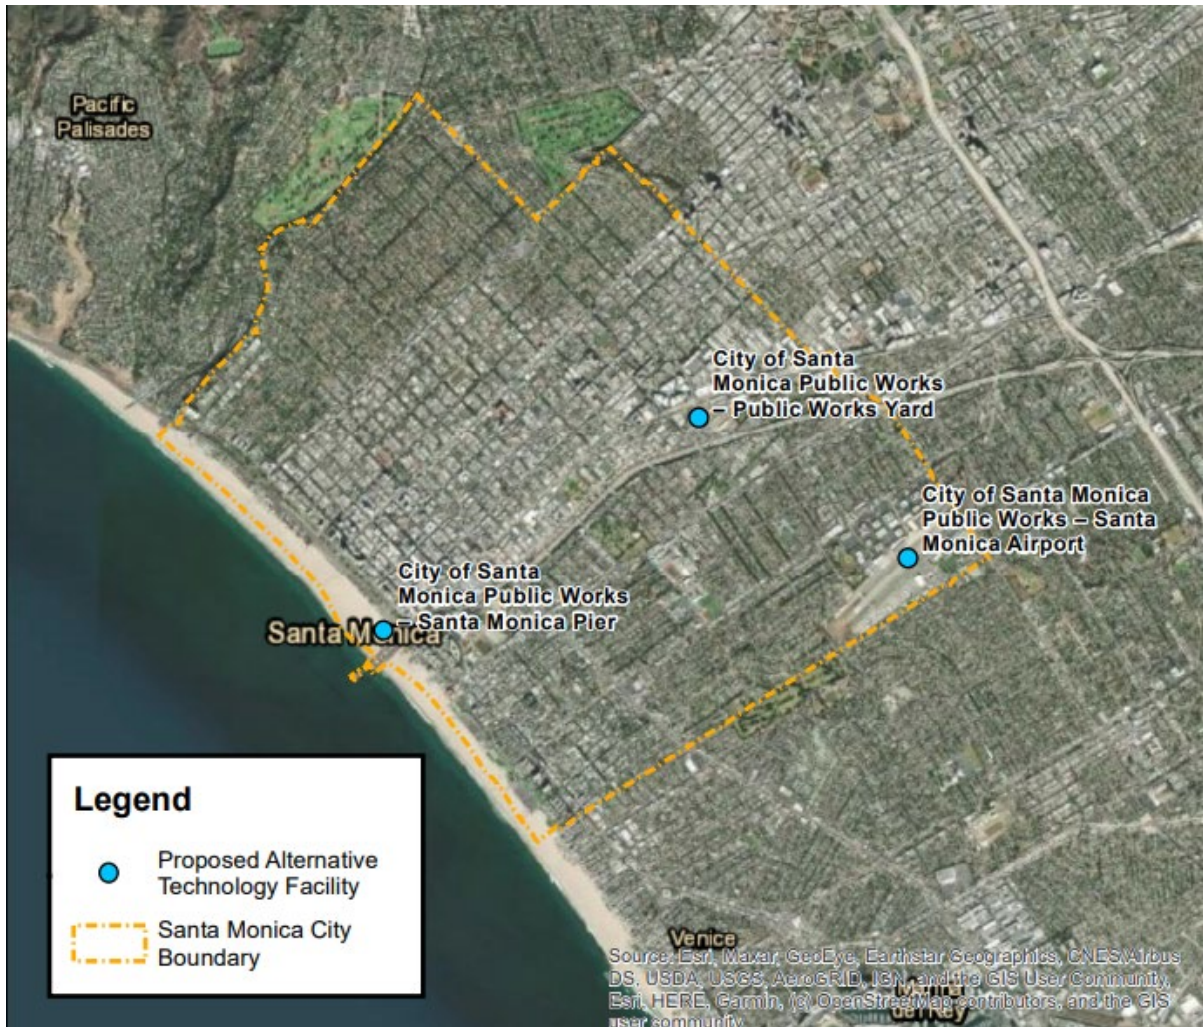 Pacific
Palisades
City of Santa
Monica Public Works
– Public Works Yard
City of Santa Monica
Public Works – Santa
Monica Airport
City of Santa
Monica Public Works
– Santa Monica Pier
Santa Monica
Legend
Proposed Alternative
Technology Facility
Santa Monica City
Boundary
Venice
Marina
del Rey
Source: Esri, Maxar, GeoEye, Earthstar Geographics, CNES/Airbus
DS, USDA, USGS, AeroGRID, IGN, and the GIS User Community,
Esri, HERE, Garmin, (c) OpenStreetMap contributors, and the GIS
user community